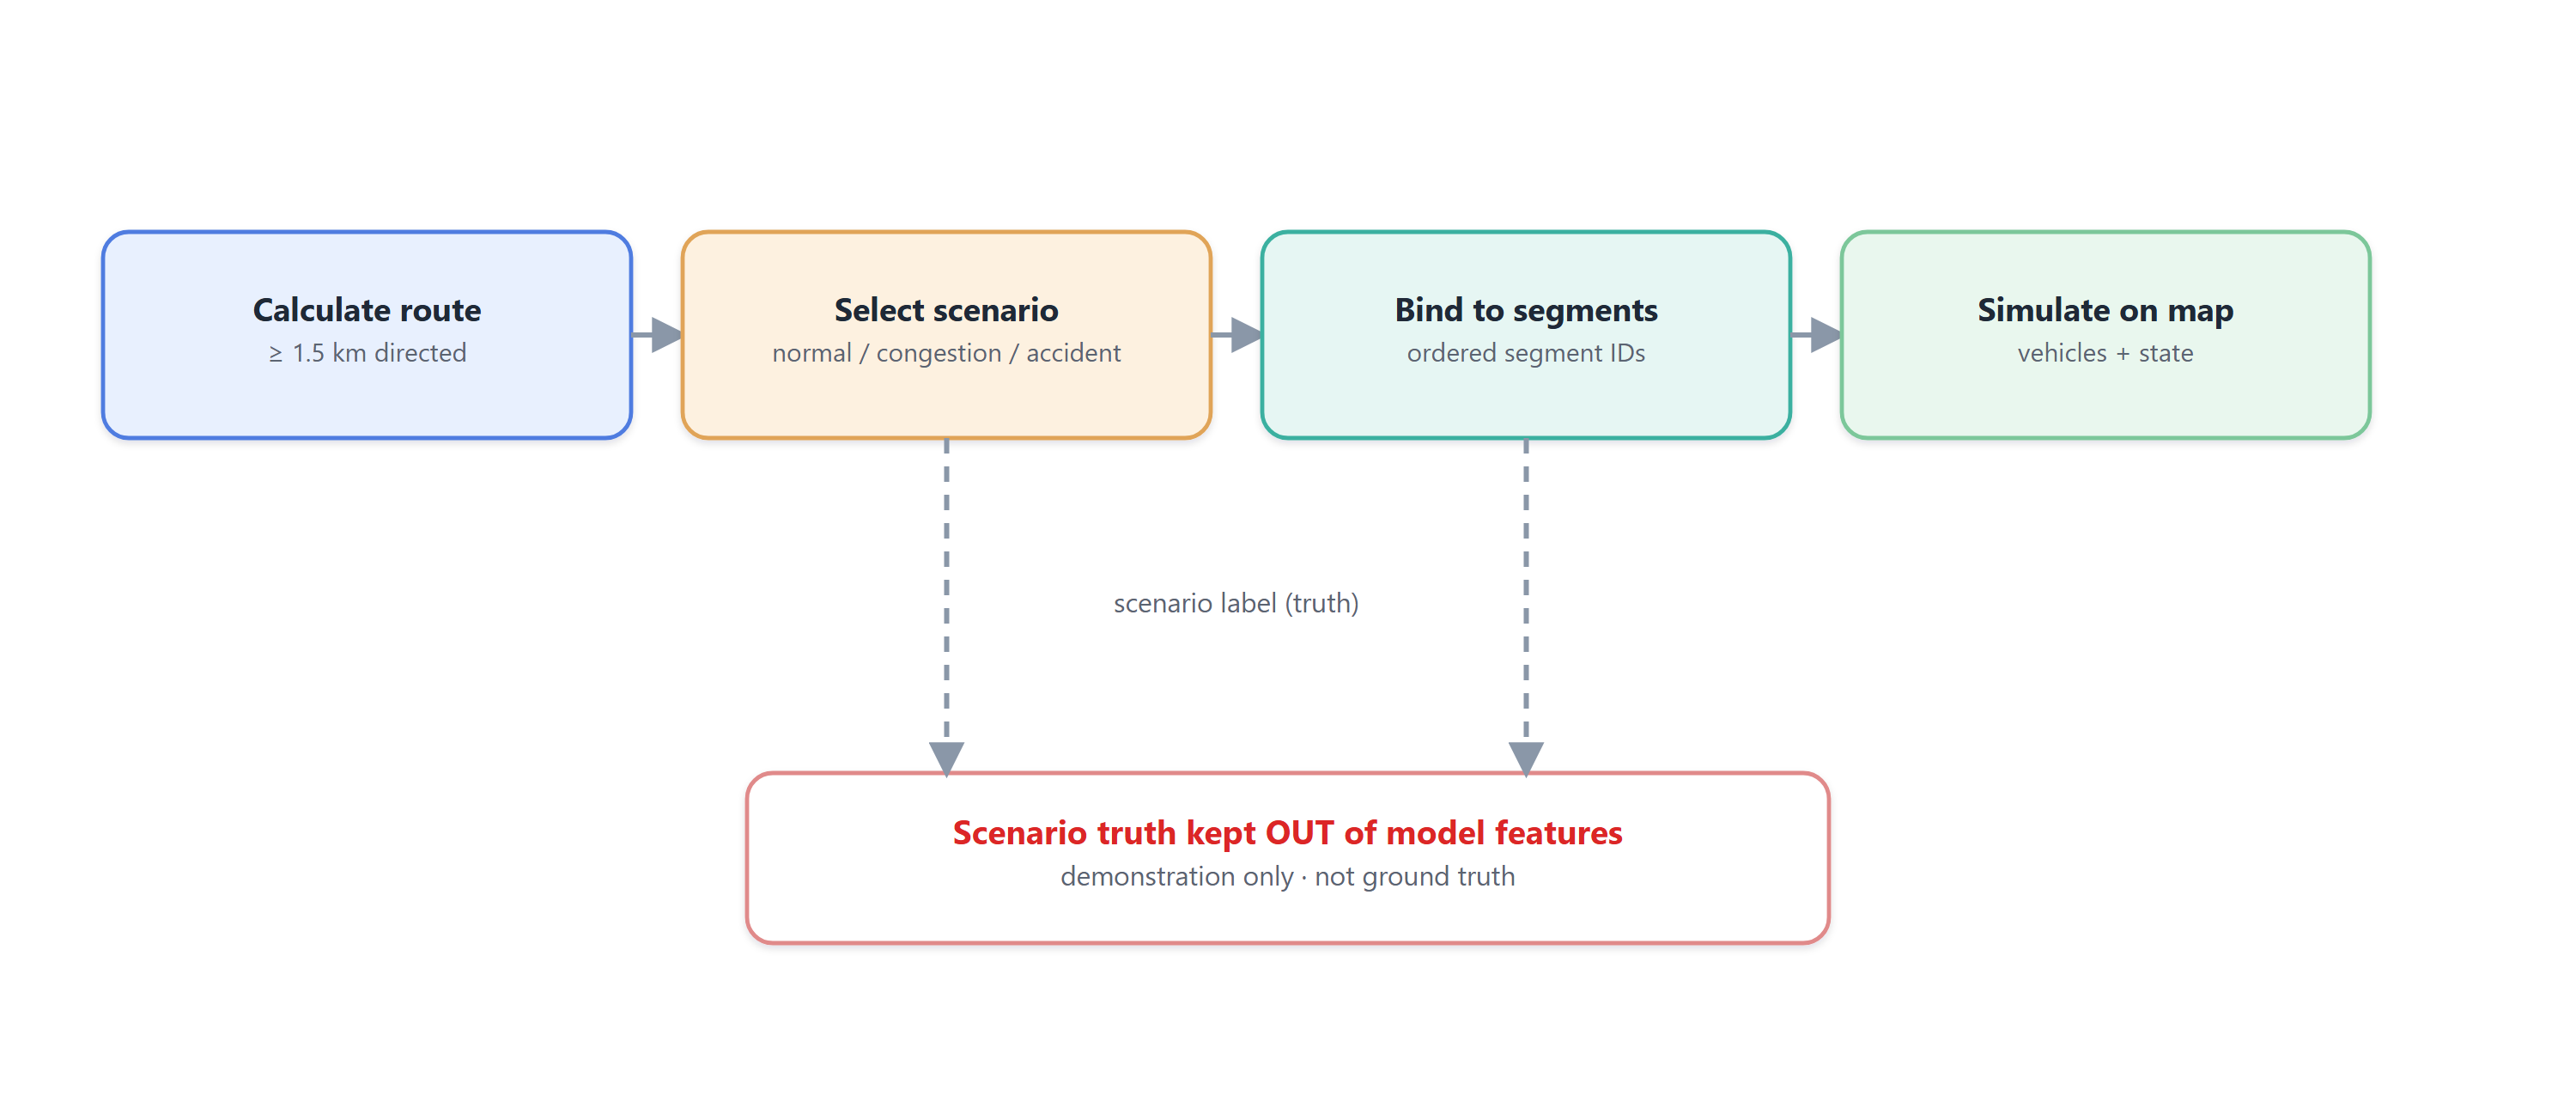 Calculate route
≥ 1.5 km directed
Select scenario
normal / congestion / accident
Bind to segments
ordered segment IDs
Simulate on map
vehicles + state
scenario label (truth)
Scenario truth kept OUT of model features
demonstration only · not ground truth